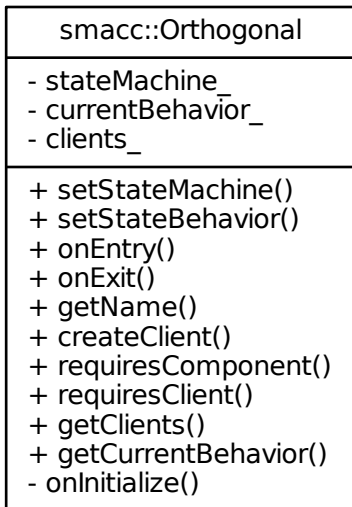 smacc::Orthogonal
- stateMachine_
- currentBehavior_
- clients_
+ setStateMachine()
+ setStateBehavior()
+ onEntry()
+ onExit()
+ getName()
+ createClient()
+ requiresComponent()
+ requiresClient()
+ getClients()
+ getCurrentBehavior()
- onInitialize()